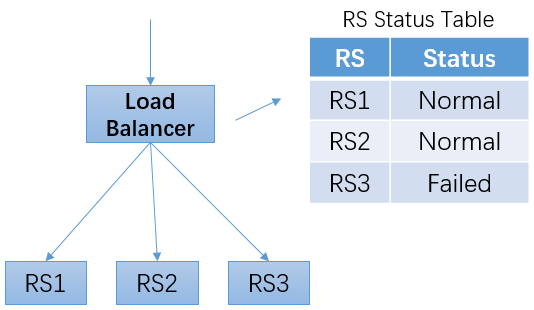 RS Status Table
RS Status
RS1 Normal
RS2 Normal
RS3 Failed
Load
Balancer
RS1 RS2 RS3